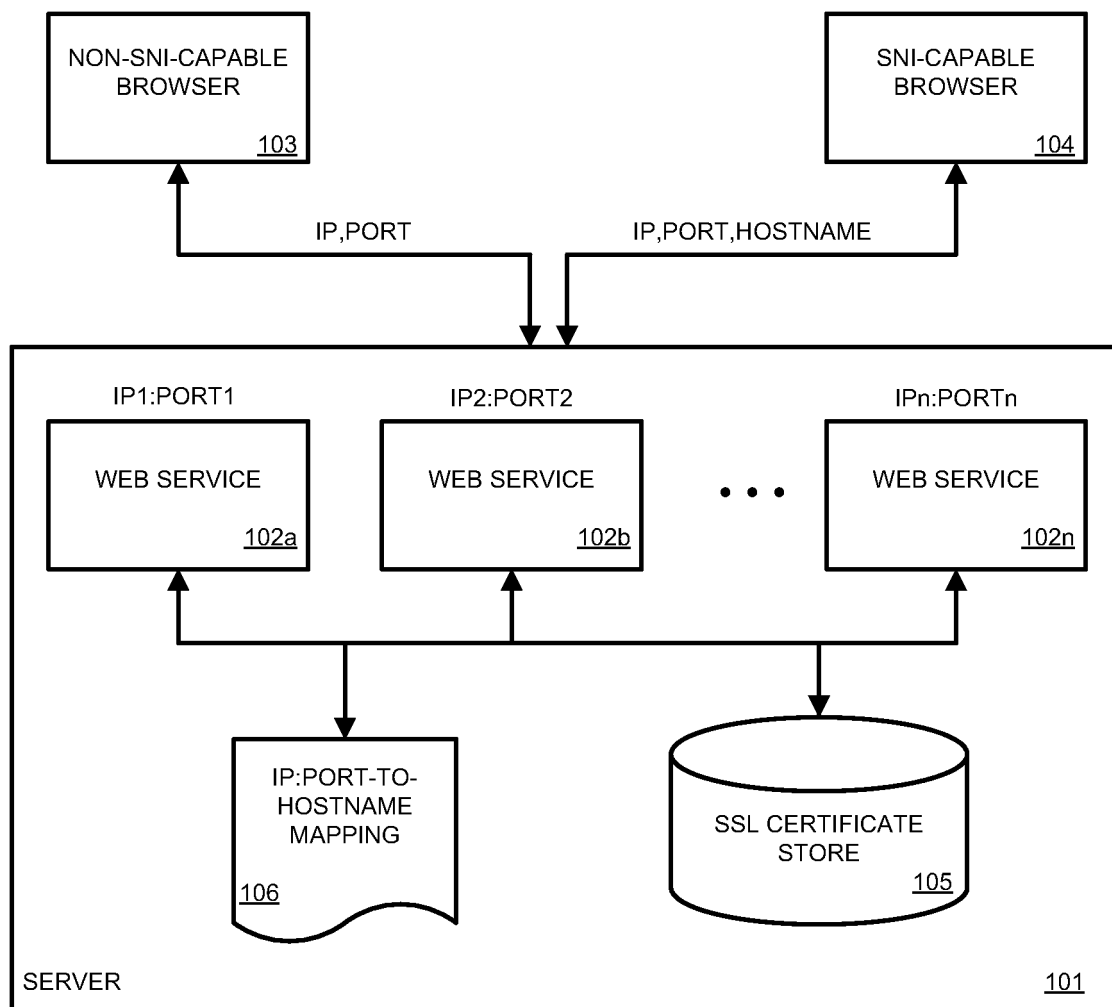 NON-SNI-CAPABLE
BROWSER
103
SNI-CAPABLE
BROWSER
104
IP,PORT
IP,PORT,HOSTNAME
IP1:PORT1
IP2:PORT2
IPn:PORTn
WEB SERVICE
102a
WEB SERVICE
102b
WEB SERVICE
102n
IP:PORT-TO-
HOSTNAME
MAPPING
106
SSL CERTIFICATE
STORE
105
SERVER
101